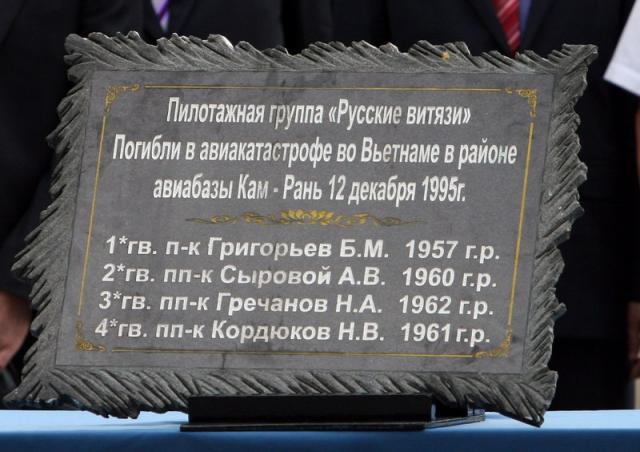 Пилотажная группа «Русские витязи»
Погибли в авиакатастрофе во Вьетнаме в районе
авиабазы Кам - Рань 12 декабря 1995г.
1*гв. п-к Григорьев Б.М. 1957 г.р.
2*гв. пп-к Сыровой А.В. 1960 г.р.
3*гв. пп-к Гречанов Н.А. 1962 г.р.
4*гв. пп-к Кордюков Н.В. 1961 г.р.